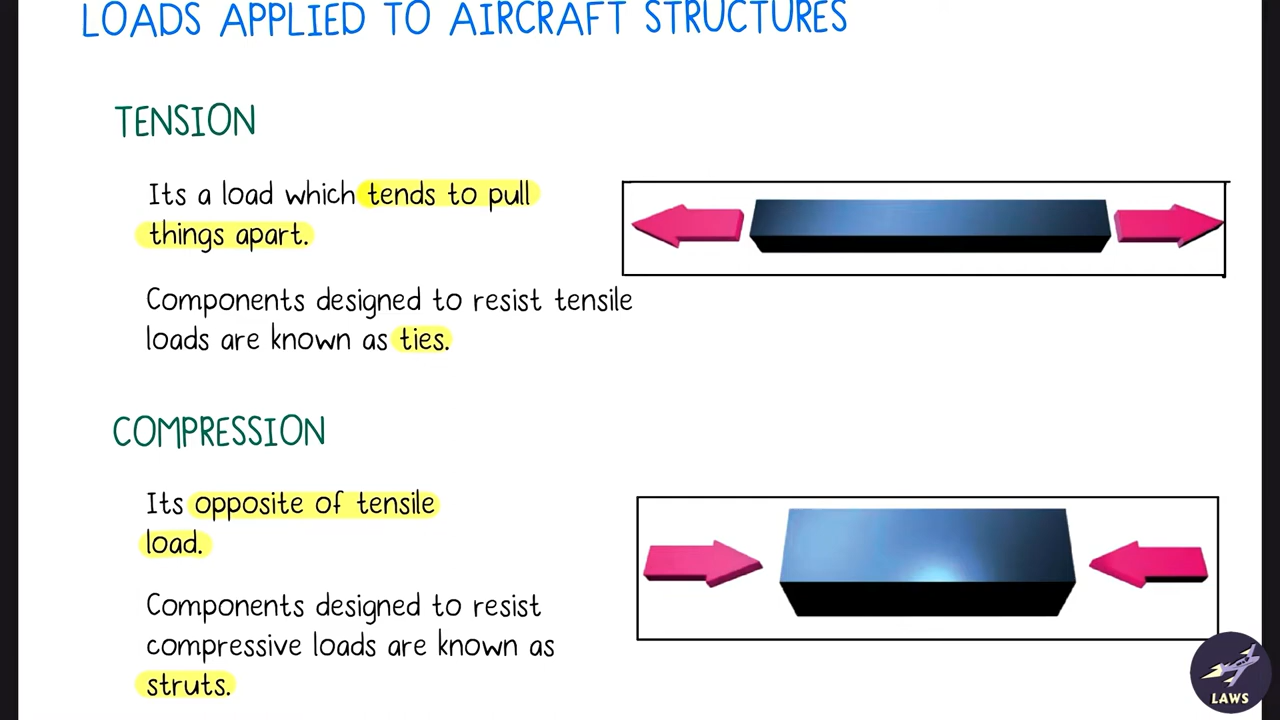 LOADS APPLIED TO AIRCRAFT STRUCTURES
TENSION
Its a load which tends to pull
things apart.
Components designed to resist tensile
loads are known as ties.
COMPRESSION
Its opposite of tensile
load.
Components designed to resist
compressive loads are known as
struts.
LAWS